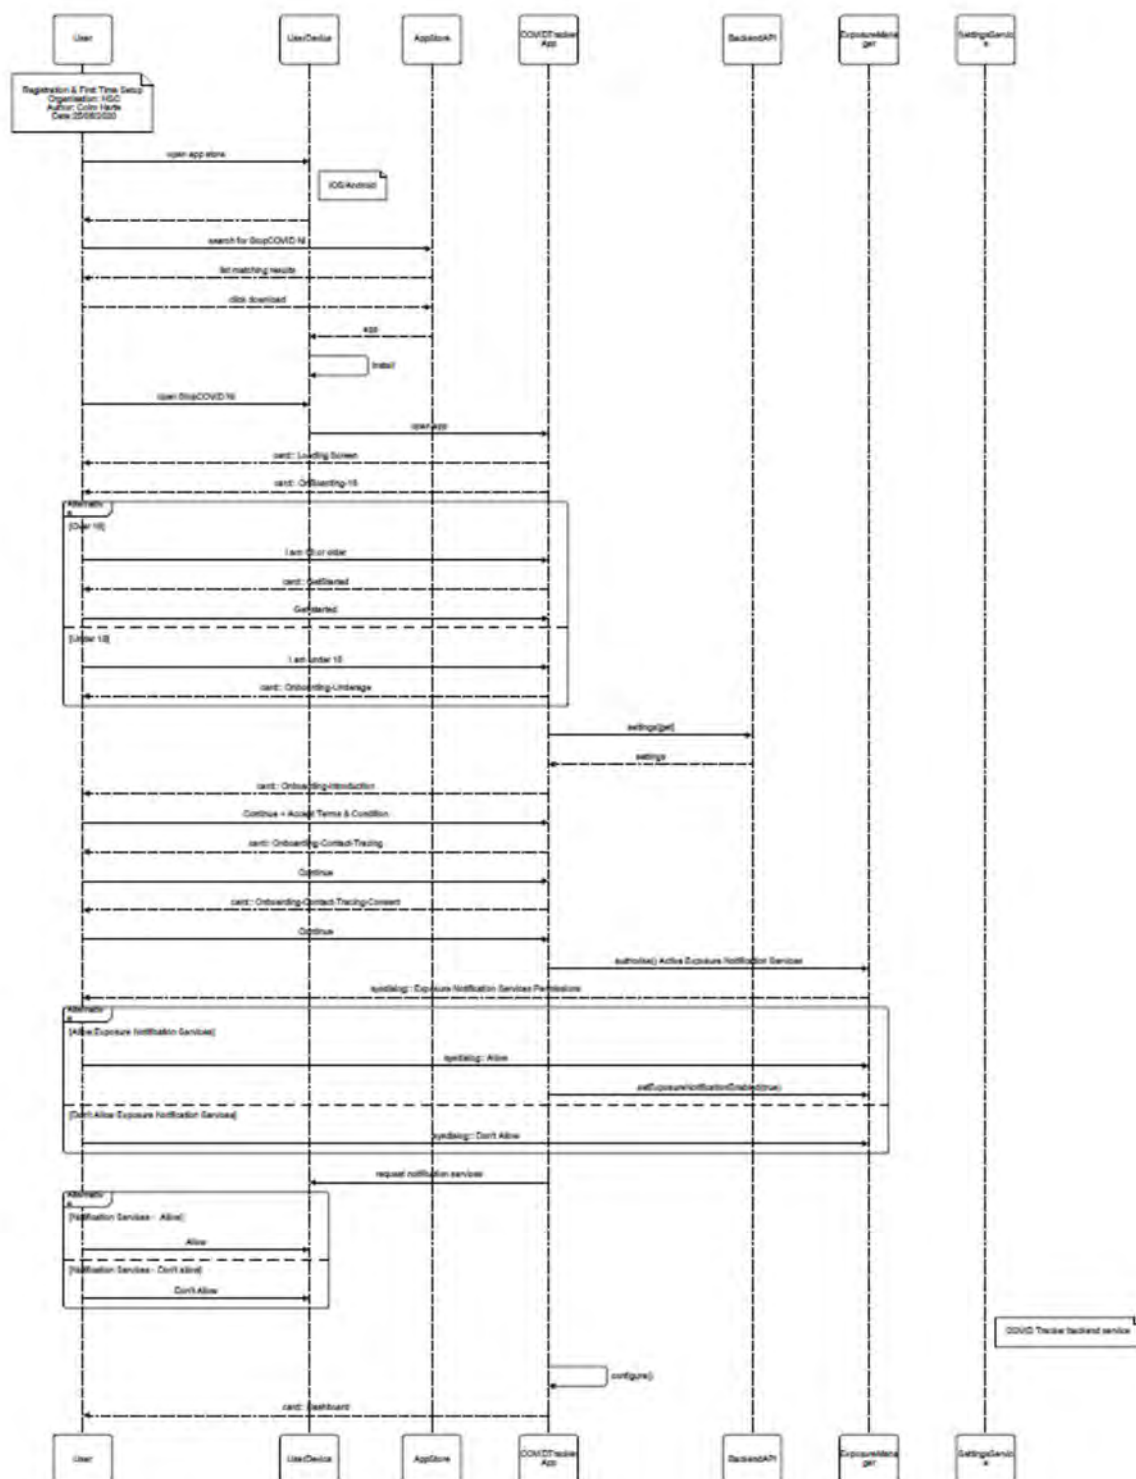 User
UserDevice
AppStore
COVIDTracker
App
BackendAPI
ExposureMana
ger
SettingsServic
e
Registration & First Time Setup
Organisation: HSC
Author: Colm Harte
Date:
open app store
iOS/Android
search for StopCOVID NI
list matching results
click download
app
install
open StopCOVID NI
open app
card:: Loading Screen
card:: OnBoarding-
Alternativ
e
[Over
I am or older
card:: GetStarted
Get started
[Under
I am under
card:: Onboarding-Underage
settings[get]
settings
card:: Onboarding-Introduction
Continue + Accept Terms & Condition
card:: Onboarding-Contact-Tracing
Continue
card:: Onboarding-Contact-Tracing-Consent
Continue
authorise() Active Exposure Notification Services
sysdialog:: Exposure Notification Services Permissions
Alternativ
e
[Allow Exposure Notification Services]
sysdialog:: Allow
setExposureNotificationEnabled(true)
[Don't Allow Exposure Notification Services]
sysdialog:: Don't Allow
request notification services
Alternativ
e
[Notification Services - Allow]
Allow
[Notification Services - Don't allow]
Don't Allow
COVID Tracker backend service
configure()
card:: Dashboard
User
UserDevice
AppStore
COVIDTracker
App
BackendAPI
ExposureMana
ger
SettingsServic
e